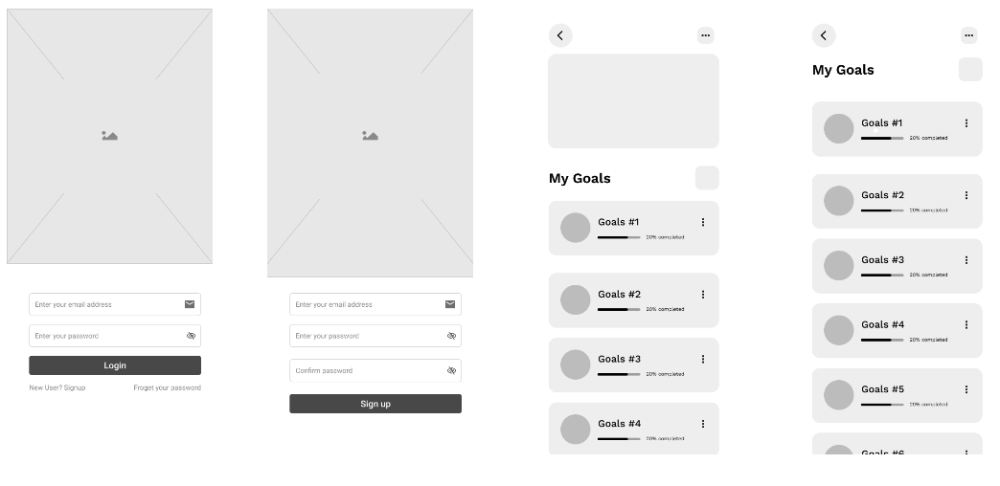 Enter your email address
Enter your password
Login
New User? Signup
Froget your password
Enter your email address
Enter your password
Confirm password
Sign up
My Goals
Goals #1
20% completed
Goals #2
20% completed
Goals #3
20% completed
Goals #4
20% completed
My Goals
Goals #1
20% completed
Goals #2
20% completed
Goals #3
20% completed
Goals #4
20% completed
Goals #5
20% completed
Goals #6